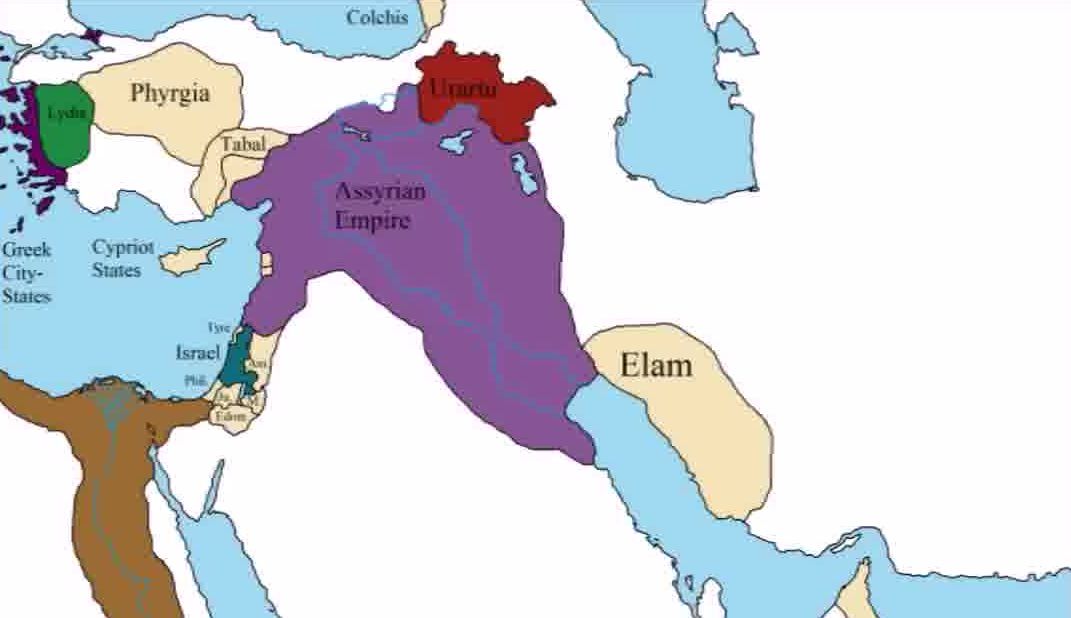 Colchis
Phyrgia
Urartu
Lydia
Tabal
Assyrian
Empire
Greek
City-
States
Cypriot
States
Tyre
Israel
Am.
Elam
Phil.
Ju.
M.
Edom